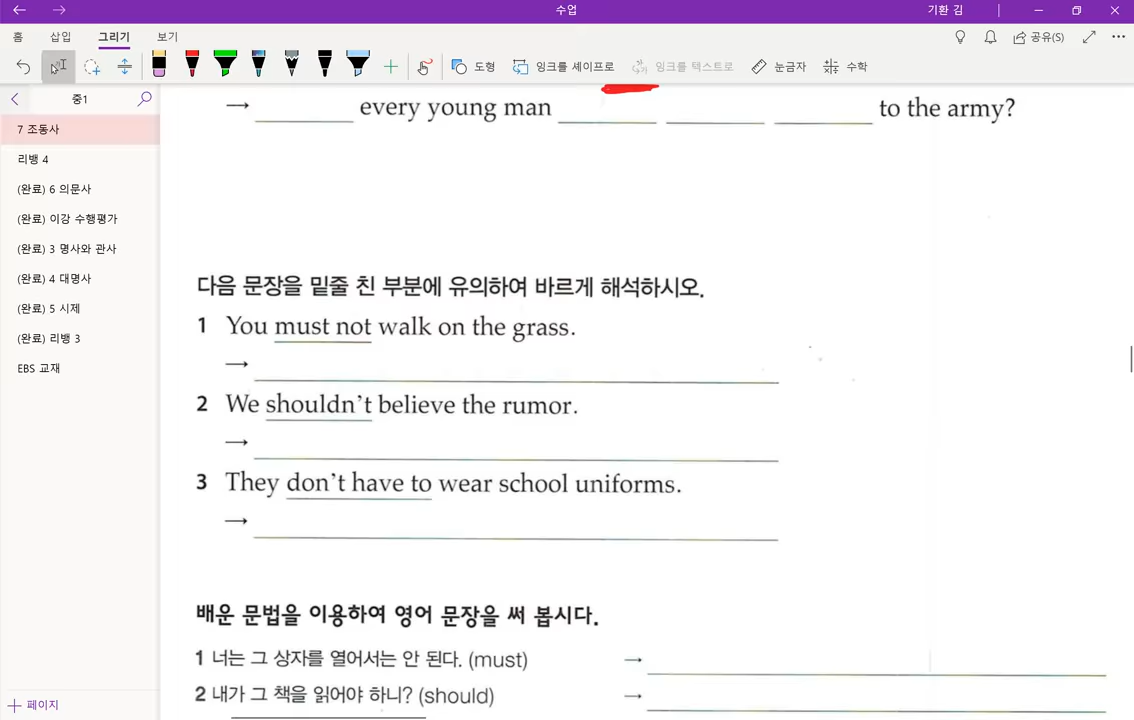 수업
기환 김
홈 삽입 그리기 보기
공유(S)
도형 잉크를 셰이프로 잉크를 텍스트로 눈금자 수학
중1
7 조동사
리뱅 4
(완료) 6 의문사
(완료) 이강 수행평가
(완료) 3 명사와 관사
(완료) 4 대명사
(완료) 5 시제
(완료) 리뱅 3
EBS 교재
+ 페이지
→ ________ every young man ________ ________ ________ to the army?
다음 문장을 밑줄 친 부분에 유의하여 바르게 해석하시오.
1 You must not walk on the grass.
→
2 We shouldn't believe the rumor.
→
3 They don't have to wear school uniforms.
→
배운 문법을 이용하여 영어 문장을 써 봅시다.
1 너는 그 상자를 열어서는 안 된다. (must) →
2 내가 그 책을 읽어야 하니? (should) →